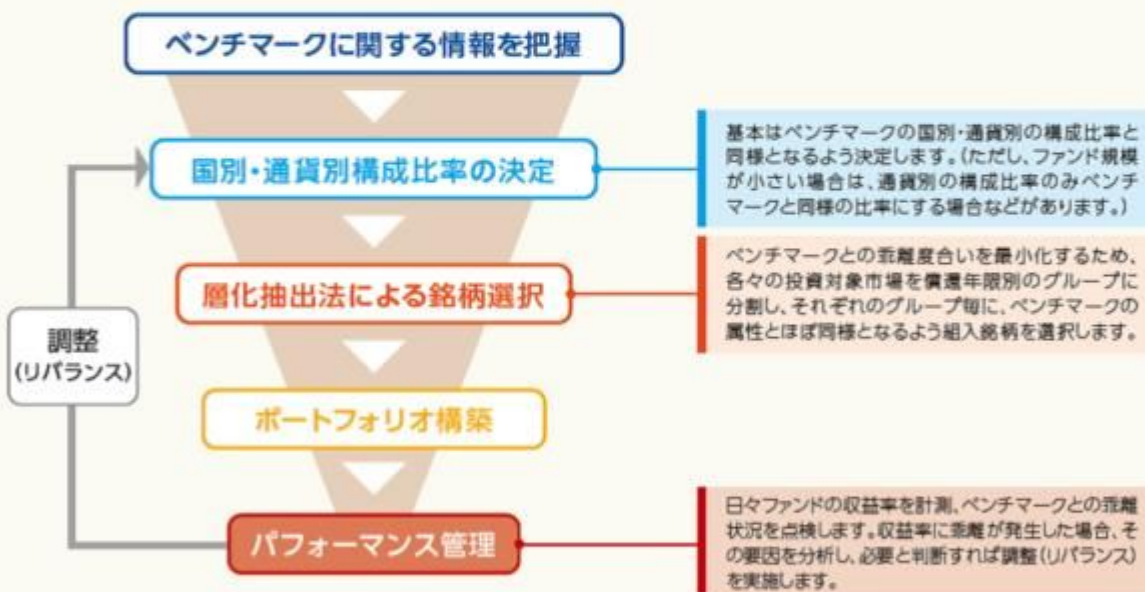 ベンチマークに関する情報を把握
国別・通貨別構成比率の決定
基本はベンチマークの国別・通貨別の構成比率と
同様となるよう決定します。(ただし、ファンド規模
が小さい場合は、通貨別の構成比率のみベンチ
マークと同様の比率にする場合などがあります。)
層化抽出法による銘柄選択
ベンチマークとの乖離度合いを最小化するため、
各々の投資対象市場を償還年限別のグループに
分割し、それぞれのグループ毎に、ベンチマークの
属性とほぼ同様となるよう組入銘柄を選択します。
調整
(リバランス)
ポートフォリオ構築
パフォーマンス管理
日々ファンドの収益率を計測、ベンチマークとの乖離
状況を点検します。収益率に乖離が発生した場合、そ
の要因を分析し、必要と判断すれば調整(リバランス)
を実施します。